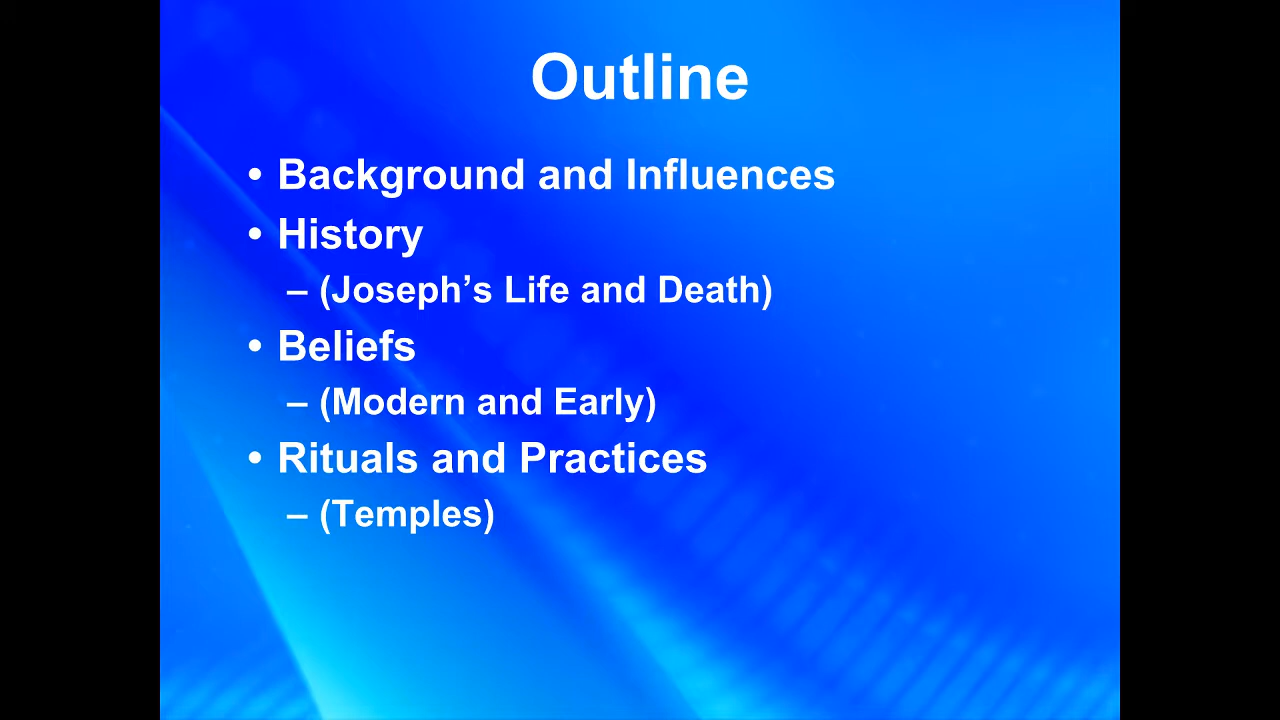 Outline
• Background and Influences
• History
– (Joseph’s Life and Death)
• Beliefs
– (Modern and Early)
• Rituals and Practices
– (Temples)